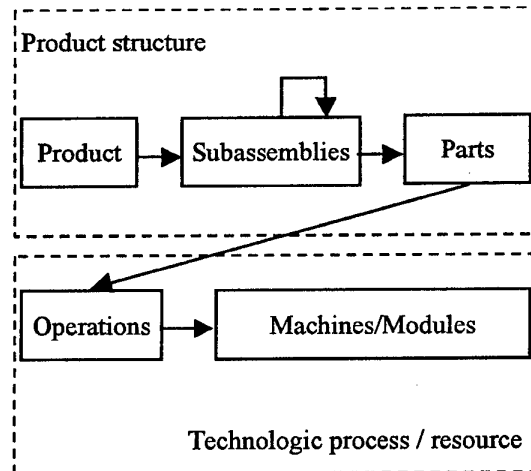 Product structure
Product
Subassemblies
Parts
Operations
Machines/Modules
Technologic process / resource